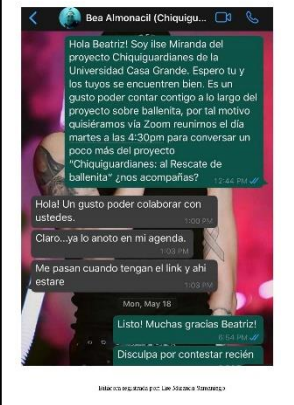 Bea Almonacil (Chiquigu...
Hola Beatriz! Soy ilse Miranda del
proyecto Chiquiguardianes de la
Universidad Casa Grande. Espero tu y
los tuyos se encuentren bien. Es un
gusto poder contar contigo a lo largo del
proyecto sobre ballenita, por tal motivo
quisiéramos vía Zoom reunirnos el día
martes a las 4:30pm para conversar un
poco más del proyecto
"Chiquiguardianes: al Rescate de
ballenita" ¿nos acompañas?
12:44 PM
Hola! Un gusto poder colaborar con
ustedes.
1:00 PM
Claro...ya lo anoto en mi agenda.
1:03 PM
Me pasan cuando tengan el link y ahi
estare
1:03 PM
Mon, May 18
Listo! Muchas gracias Beatriz!
6:54 PM
Disculpa por contestar recién